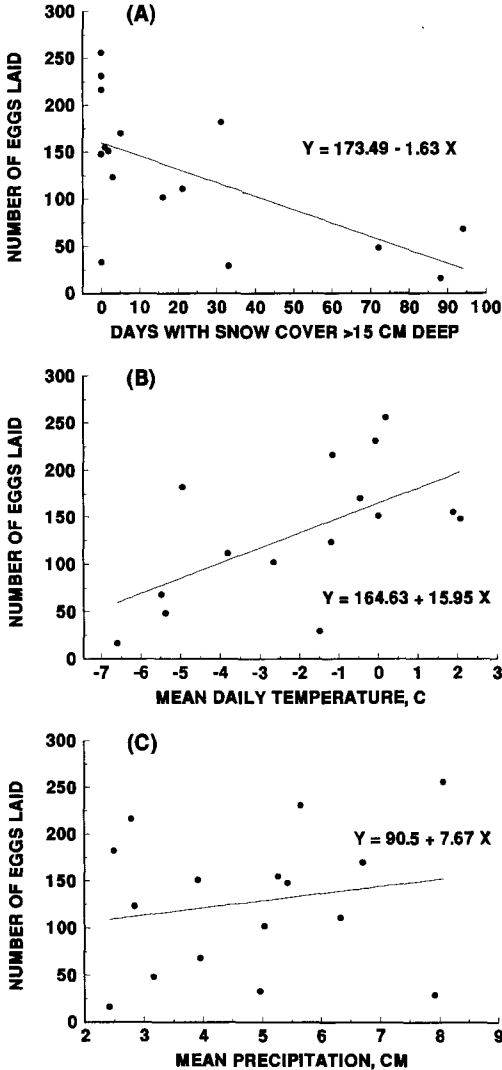 (A)
NUMBER OF EGGS LAID
300
250
200
150
100
50
0
Y = 173.49 - 1.63 X
0 10 20 30 40 50 60 70 80 90 100
DAYS WITH SNOW COVER >15 CM DEEP
(B)
NUMBER OF EGGS LAID
300
250
200
150
100
50
0
Y = 164.63 + 15.95 X
-7 -6 -5 -4 -3 -2 -1 0 1 2 3
MEAN DAILY TEMPERATURE, C
(C)
NUMBER OF EGGS LAID
300
250
200
150
100
50
0
Y = 90.5 + 7.67 X
2 3 4 5 6 7 8 9
MEAN PRECIPITATION, CM